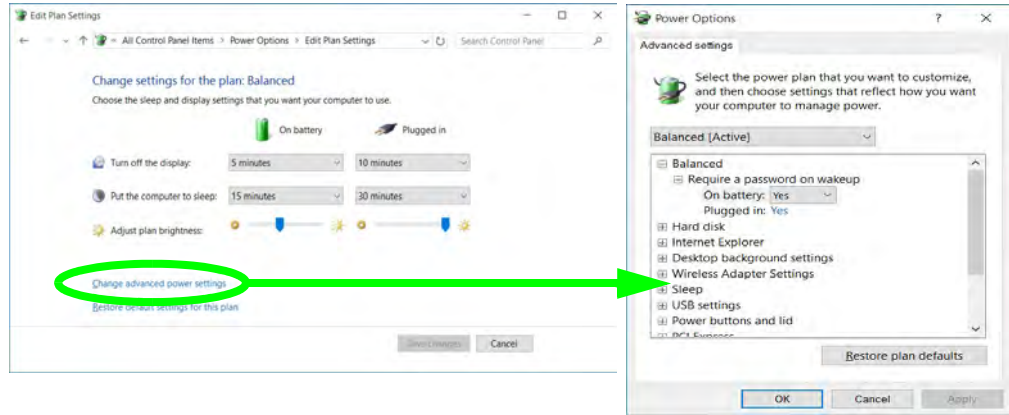 Edit Plan Settings
All Control Panel Items > Power Options > Edit Plan Settings
Search Control Panel
Change settings for the plan: Balanced
Choose the sleep and display settings that you want your computer to use.
On battery
Plugged in
Turn off the display: 5 minutes 10 minutes
Put the computer to sleep: 15 minutes 30 minutes
Adjust plan brightness:
Change advanced power settings
Restore default settings for this plan
Save changes Cancel
Power Options
Advanced settings
Select the power plan that you want to customize,
and then choose settings that reflect how you want
your computer to manage power.
Balanced [Active]
Balanced
Require a password on wakeup
On battery: Yes
Plugged in: Yes
Hard disk
Internet Explorer
Desktop background settings
Wireless Adapter Settings
Sleep
USB settings
Power buttons and lid
PCI Express
Restore plan defaults
OK Cancel Apply